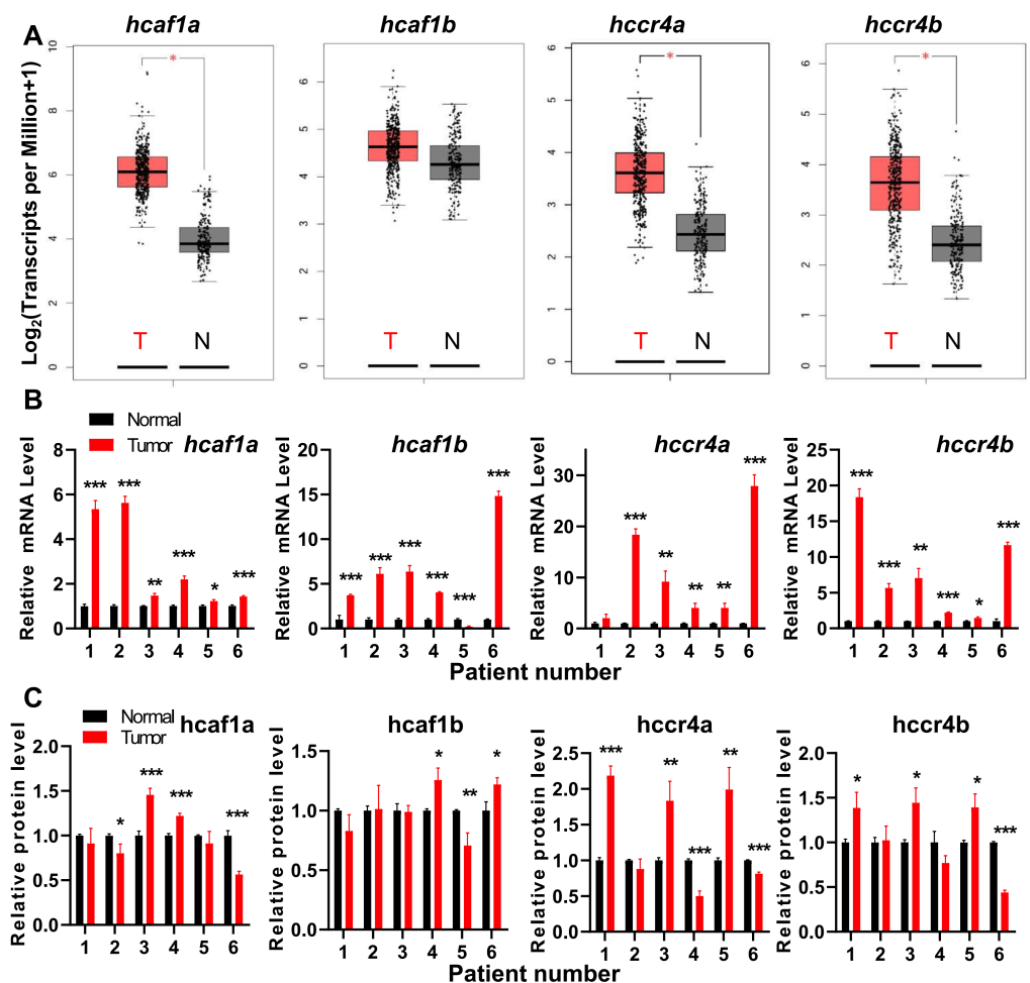 A
hcaf1a
hcaf1b
hccr4a
hccr4b
Log2(Transcripts per Million+1)
10
8
6
4
2
0
*
T
N
6
5
4
3
2
1
0
T
N
6
5
4
3
2
1
0
*
T
N
6
5
4
3
2
1
0
*
T
N
B
Normal
Tumor
hcaf1a
Relative mRNA Level
8
6
4
2
0
***
***
**
***
*
***
1 2 3 4 5 6
hcaf1b
Relative mRNA Level
20
15
10
5
0
***
***
***
***
***
***
1 2 3 4 5 6
hccr4a
Relative mRNA Level
30
20
10
0
***
**
**
**
***
1 2 3 4 5 6
hccr4b
Relative mRNA Level
25
20
15
10
5
0
***
***
**
***
*
***
1 2 3 4 5 6
Patient number
C
Normal
Tumor
hcaf1a
Relative protein level
2.0
1.5
1.0
0.5
0.0
*
***
***
***
1 2 3 4 5 6
hcaf1b
Relative protein level
1.5
1.0
0.5
0.0
*
**
*
1 2 3 4 5 6
hccr4a
Relative protein level
2.5
2.0
1.5
1.0
0.5
0.0
***
**
***
**
***
1 2 3 4 5 6
hccr4b
Relative protein level
2.0
1.5
1.0
0.5
0.0
*
*
*
***
1 2 3 4 5 6
Patient number